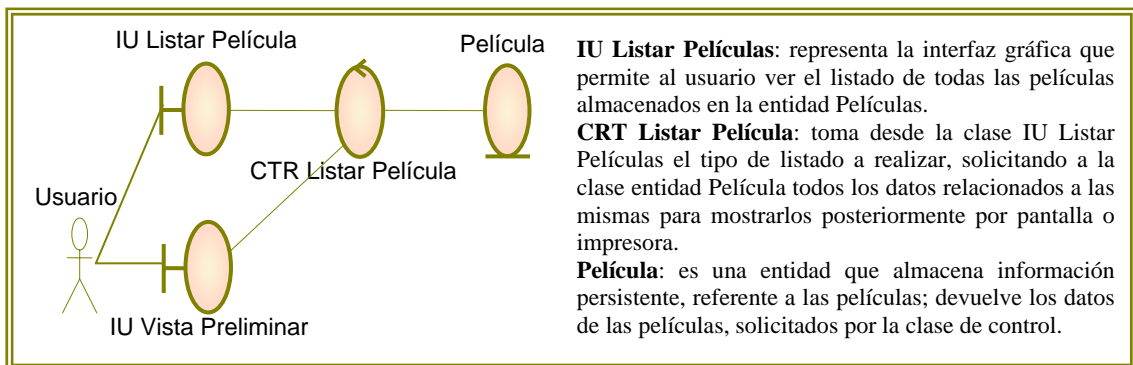 IU Listar Película
Película
CTR Listar Película
Usuario
IU Vista Preliminar
IU Listar Películas: representa la interfaz gráfica que
permite al usuario ver el listado de todas las películas
almacenados en la entidad Películas.
CRT Listar Película: toma desde la clase IU Listar
Películas el tipo de listado a realizar, solicitando a la
clase entidad Película todos los datos relacionados a las
mismas para mostrarlos posteriormente por pantalla o
impresora.
Película: es una entidad que almacena información
persistente, referente a las películas; devuelve los datos
de las películas, solicitados por la clase de control.